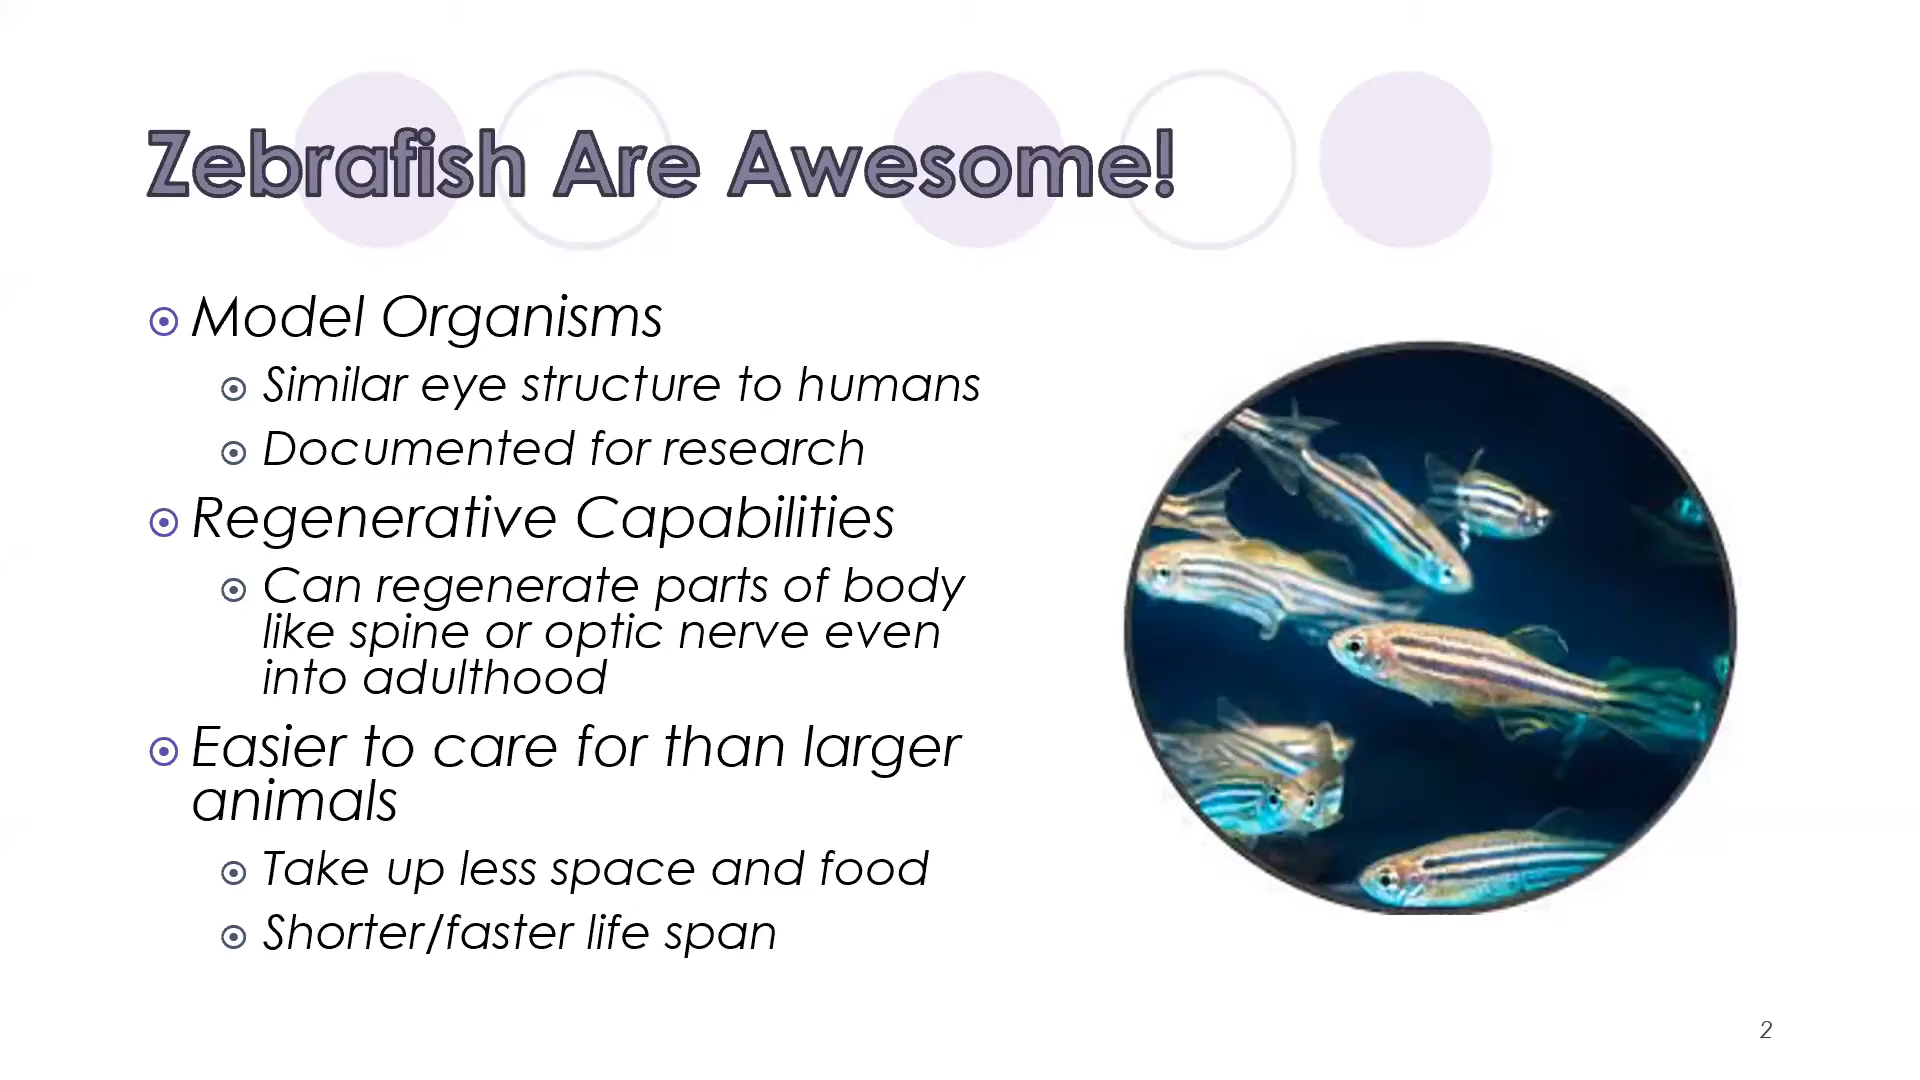 Zebrafish Are Awesome!
Model Organisms
Similar eye structure to humans
Documented for research
Regenerative Capabilities
Can regenerate parts of body
like spine or optic nerve even
into adulthood
Easier to care for than larger
animals
Take up less space and food
Shorter/faster life span
2